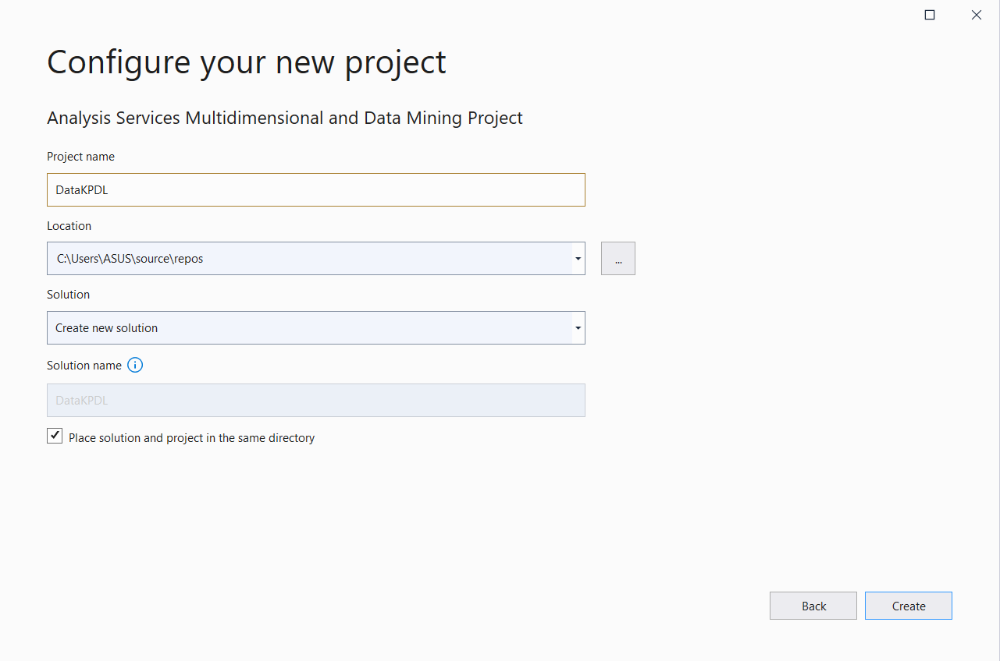 Configure your new project
Analysis Services Multidimensional and Data Mining Project
Project name
DataKPDL
Location
C:\Users\ASUS\source\repos
...
Solution
Create new solution
Solution name
DataKPDL
Place solution and project in the same directory
Back
Create